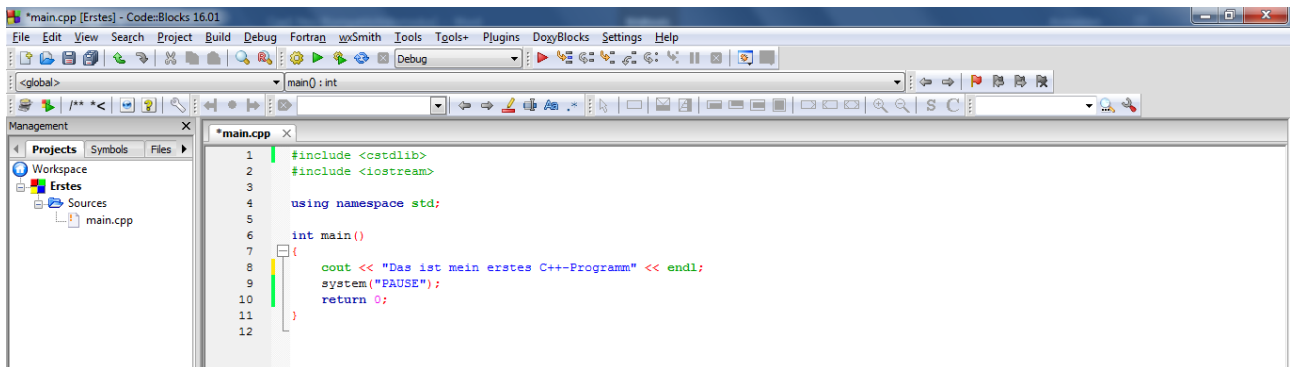 *main.cpp [Erstes] - Code::Blocks 16.01
File Edit View Search Project Build Debug Fortran wxSmith Tools Tools+ Plugins DoxyBlocks Settings Help
Debug
<global> main() : int
/** *< S C
Management X *main.cpp X
Projects Symbols Files
Workspace
Erstes
Sources
main.cpp
1 #include <cstdlib>
2 #include <iostream>
3
4 using namespace std;
5
6 int main()
7 {
8 cout << "Das ist mein erstes C++-Programm" << endl;
9 system("PAUSE");
10 return 0;
11 }
12